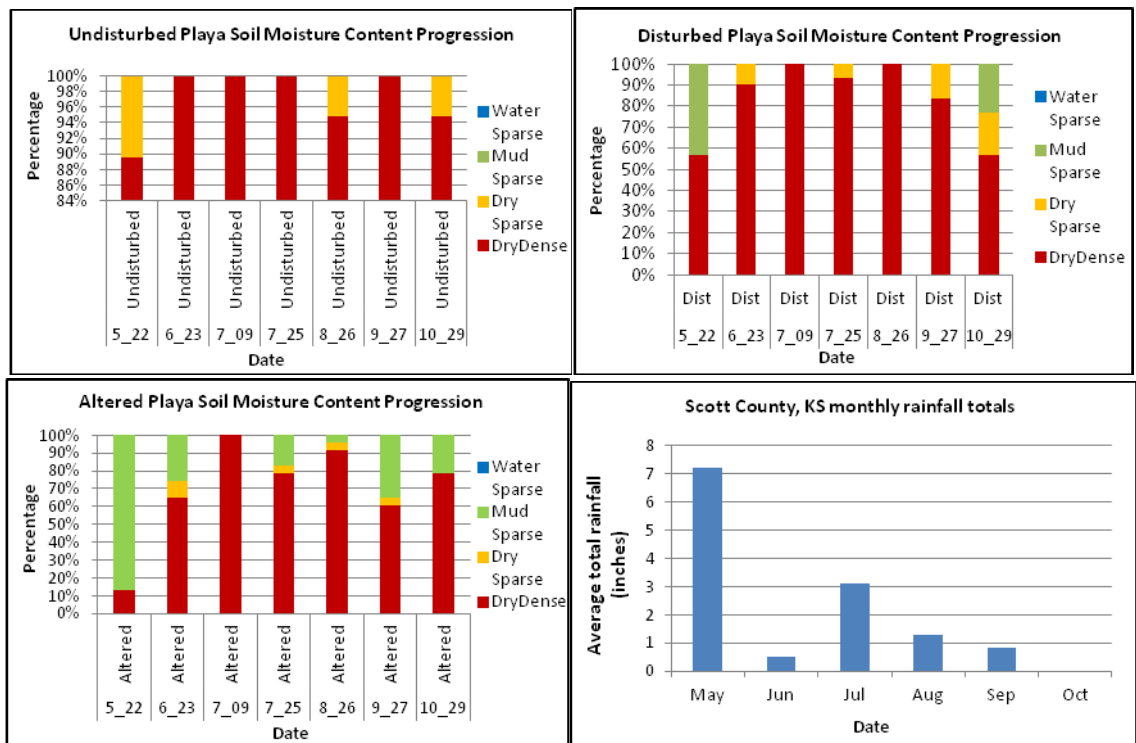 Undisturbed Playa Soil Moisture Content Progression
Percentage
100%
98%
96%
94%
92%
90%
88%
86%
84%
Undisturbed Undisturbed Undisturbed Undisturbed Undisturbed Undisturbed Undisturbed
5_22 6_23 7_09 7_25 8_26 9_27 10_29
Date
Water
Sparse
Mud
Sparse
Dry
Sparse
DryDense
Disturbed Playa Soil Moisture Content Progression
Percentage
100%
90%
80%
70%
60%
50%
40%
30%
20%
10%
0%
Dist Dist Dist Dist Dist Dist Dist
5_22 6_23 7_09 7_25 8_26 9_27 10_29
Date
Water
Sparse
Mud
Sparse
Dry
Sparse
DryDense
Altered Playa Soil Moisture Content Progression
Percentage
100%
90%
80%
70%
60%
50%
40%
30%
20%
10%
0%
Altered Altered Altered Altered Altered Altered Altered
5_22 6_23 7_09 7_25 8_26 9_27 10_29
Date
Water
Sparse
Mud
Sparse
Dry
Sparse
DryDense
Scott County, KS monthly rainfall totals
Average total rainfall
(inches)
8
7
6
5
4
3
2
1
0
May Jun Jul Aug Sep Oct
Date